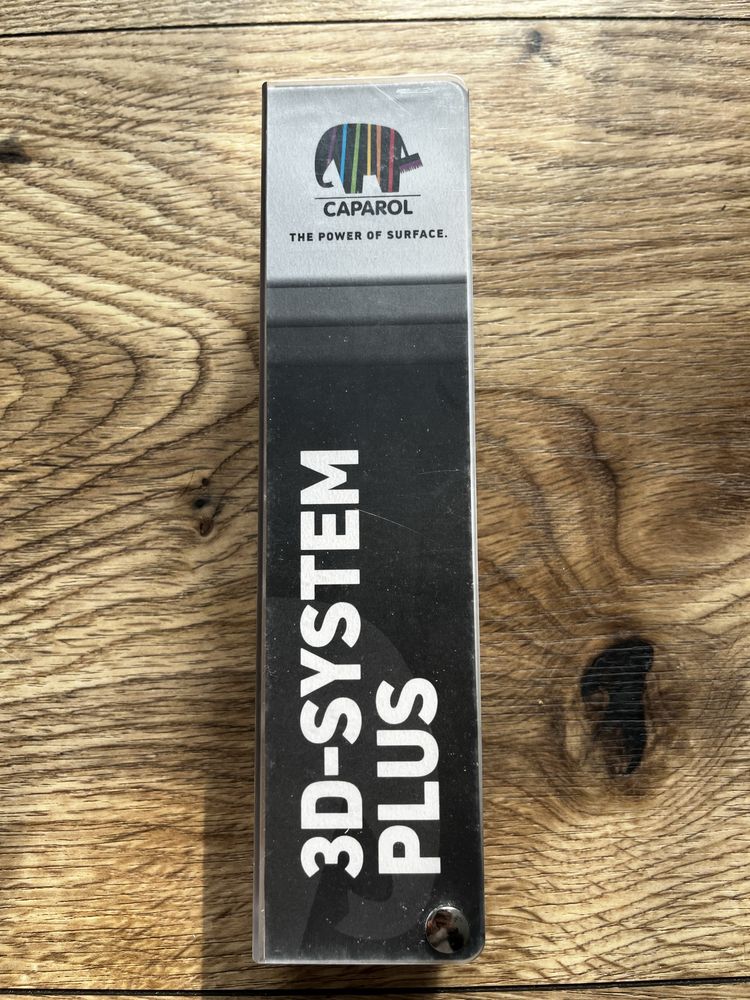 CAPAROL
THE POWER OF SURFACE.
3D-SYSTEM
PLUS